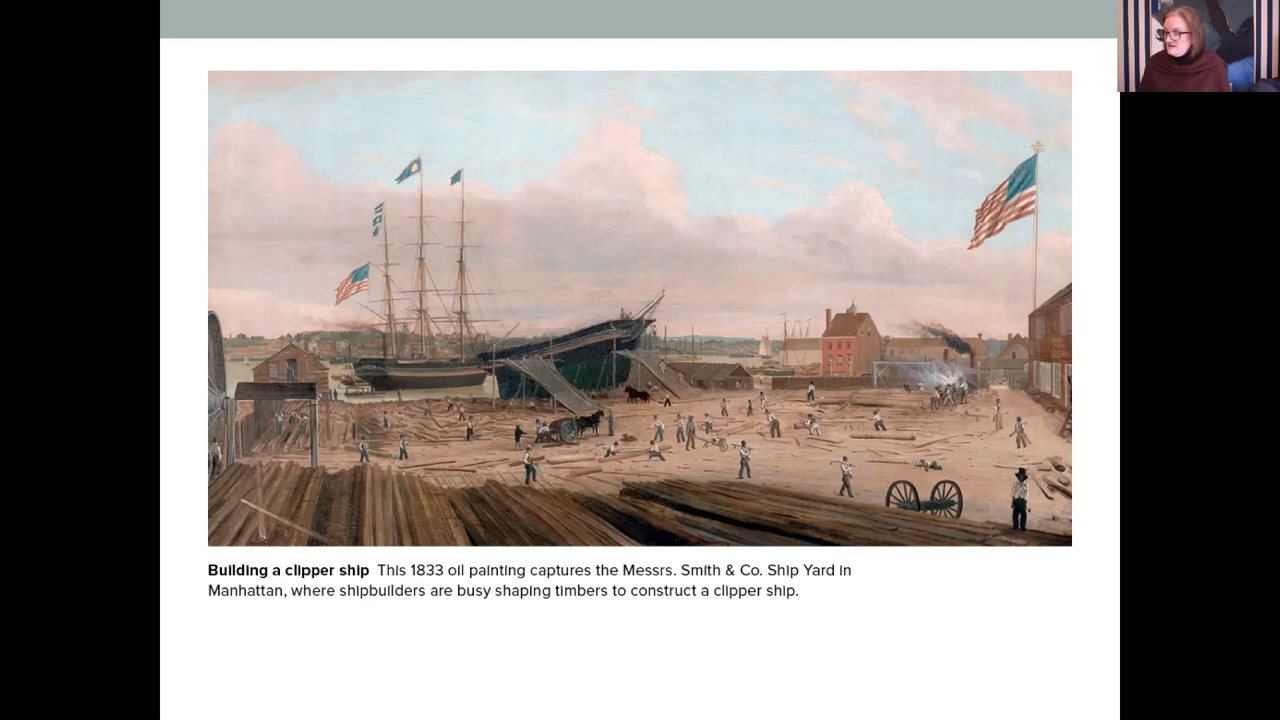 Building a clipper ship This 1833 oil painting captures the Messrs. Smith & Co. Ship Yard in
Manhattan, where shipbuilders are busy shaping timbers to construct a clipper ship.